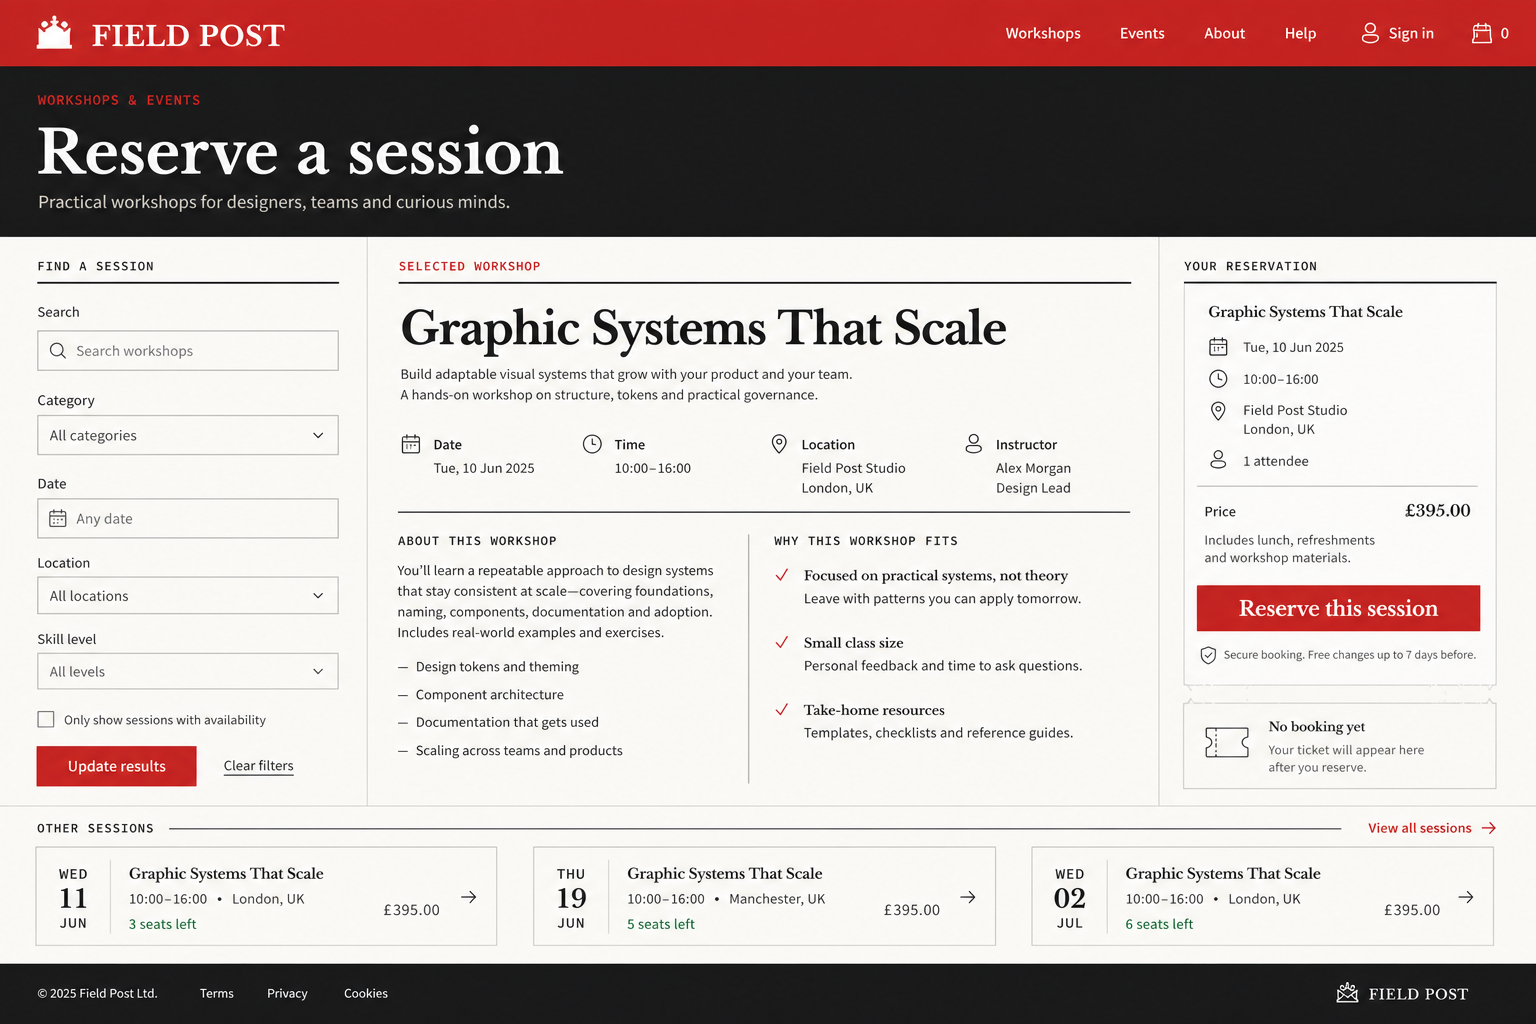 FIELD POST
Workshops
Events
About
Help
Sign in
0
WORKSHOPS & EVENTS
Reserve a session
Practical workshops for designers, teams and curious minds.
FIND A SESSION
Search
Search workshops
Category
All categories
Date
Any date
Location
All locations
Skill level
All levels
Only show sessions with availability
Update results
Clear filters
SELECTED WORKSHOP
Graphic Systems That Scale
Build adaptable visual systems that grow with your product and your team.
A hands-on workshop on structure, tokens and practical governance.
Date
Tue, 10 Jun 2025
Time
10:00–16:00
Location
Field Post Studio
London, UK
Instructor
Alex Morgan
Design Lead
ABOUT THIS WORKSHOP
You’ll learn a repeatable approach to design systems
that stay consistent at scale—covering foundations,
naming, components, documentation and adoption.
Includes real-world examples and exercises.
— Design tokens and theming
— Component architecture
— Documentation that gets used
— Scaling across teams and products
WHY THIS WORKSHOP FITS
Focused on practical systems, not theory
Leave with patterns you can apply tomorrow.
Small class size
Personal feedback and time to ask questions.
Take-home resources
Templates, checklists and reference guides.
YOUR RESERVATION
Graphic Systems That Scale
Tue, 10 Jun 2025
10:00–16:00
Field Post Studio
London, UK
1 attendee
Price
£395.00
Includes lunch, refreshments
and workshop materials.
Reserve this session
Secure booking. Free changes up to 7 days before.
No booking yet
Your ticket will appear here
after you reserve.
OTHER SESSIONS
View all sessions
WED
11
JUN
Graphic Systems That Scale
10:00–16:00 • London, UK
3 seats left
£395.00
THU
19
JUN
Graphic Systems That Scale
10:00–16:00 • Manchester, UK
5 seats left
£395.00
WED
02
JUL
Graphic Systems That Scale
10:00–16:00 • London, UK
6 seats left
£395.00
© 2025 Field Post Ltd.
Terms
Privacy
Cookies
FIELD POST